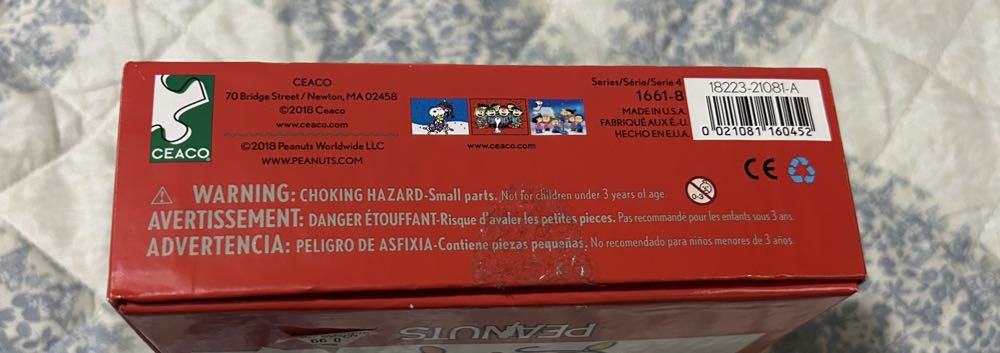 CEACO
CEACO
70 Bridge Street / Newton, MA 02458
©2018 Ceaco
www.ceaco.com
©2018 Peanuts Worldwide LLC
WWW.PEANUTS.COM
www.ceaco.com
Series/Série/Serie 4
1661-8
MADE IN U.S.A.
FABRIQUÉ AUX É.-U.
HECHO EN E.U.A.
18223-21081-A
0 021081 160452
CE
0-3
WARNING: CHOKING HAZARD-Small parts. Not for children under 3 years of age.
AVERTISSEMENT: DANGER ÉTOUFFANT-Risque d'avaler les petites pieces. Pas recommandé pour les enfants sous 3 ans.
ADVERTENCIA: PELIGRO DE ASFIXIA-Contiene piezas pequeñas. No recomendado para niños menores de 3 años.
PEANUTS